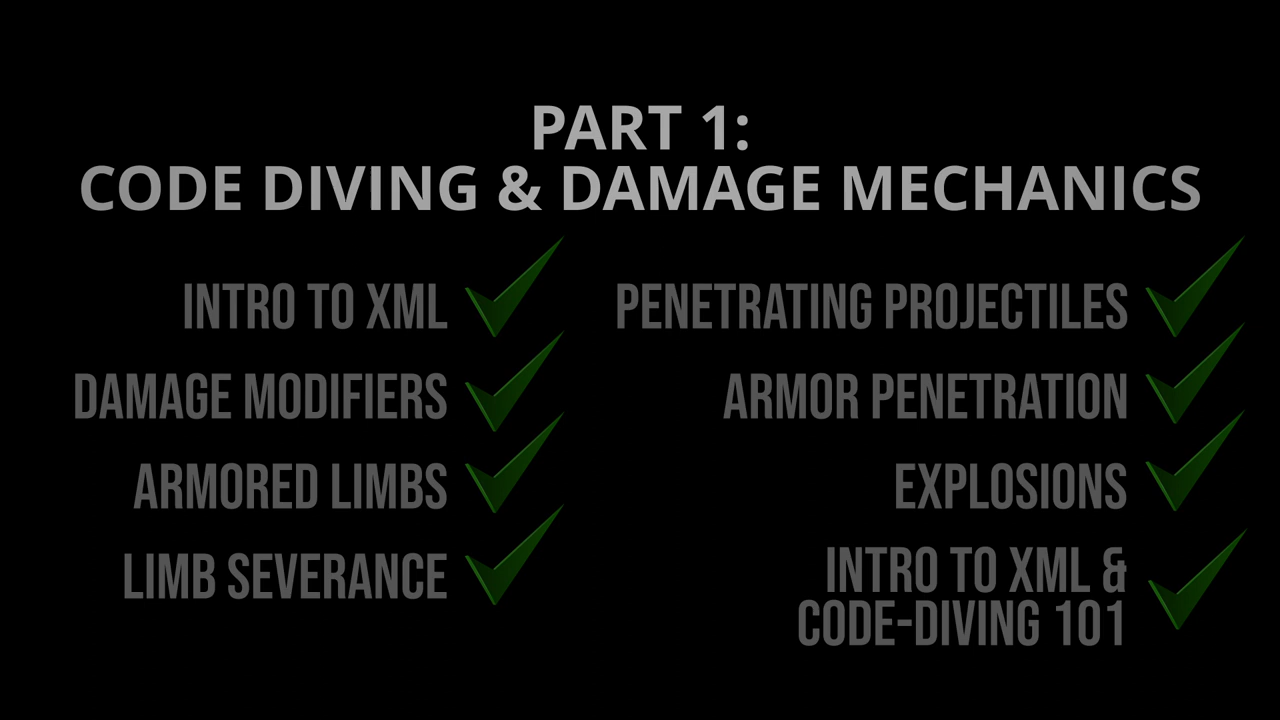 PART 1:
CODE DIVING & DAMAGE MECHANICS
INTRO TO XML
DAMAGE MODIFIERS
ARMORED LIMBS
LIMB SEVERANCE
PENETRATING PROJECTILES
ARMOR PENETRATION
EXPLOSIONS
INTRO TO XML &
CODE-DIVING 101